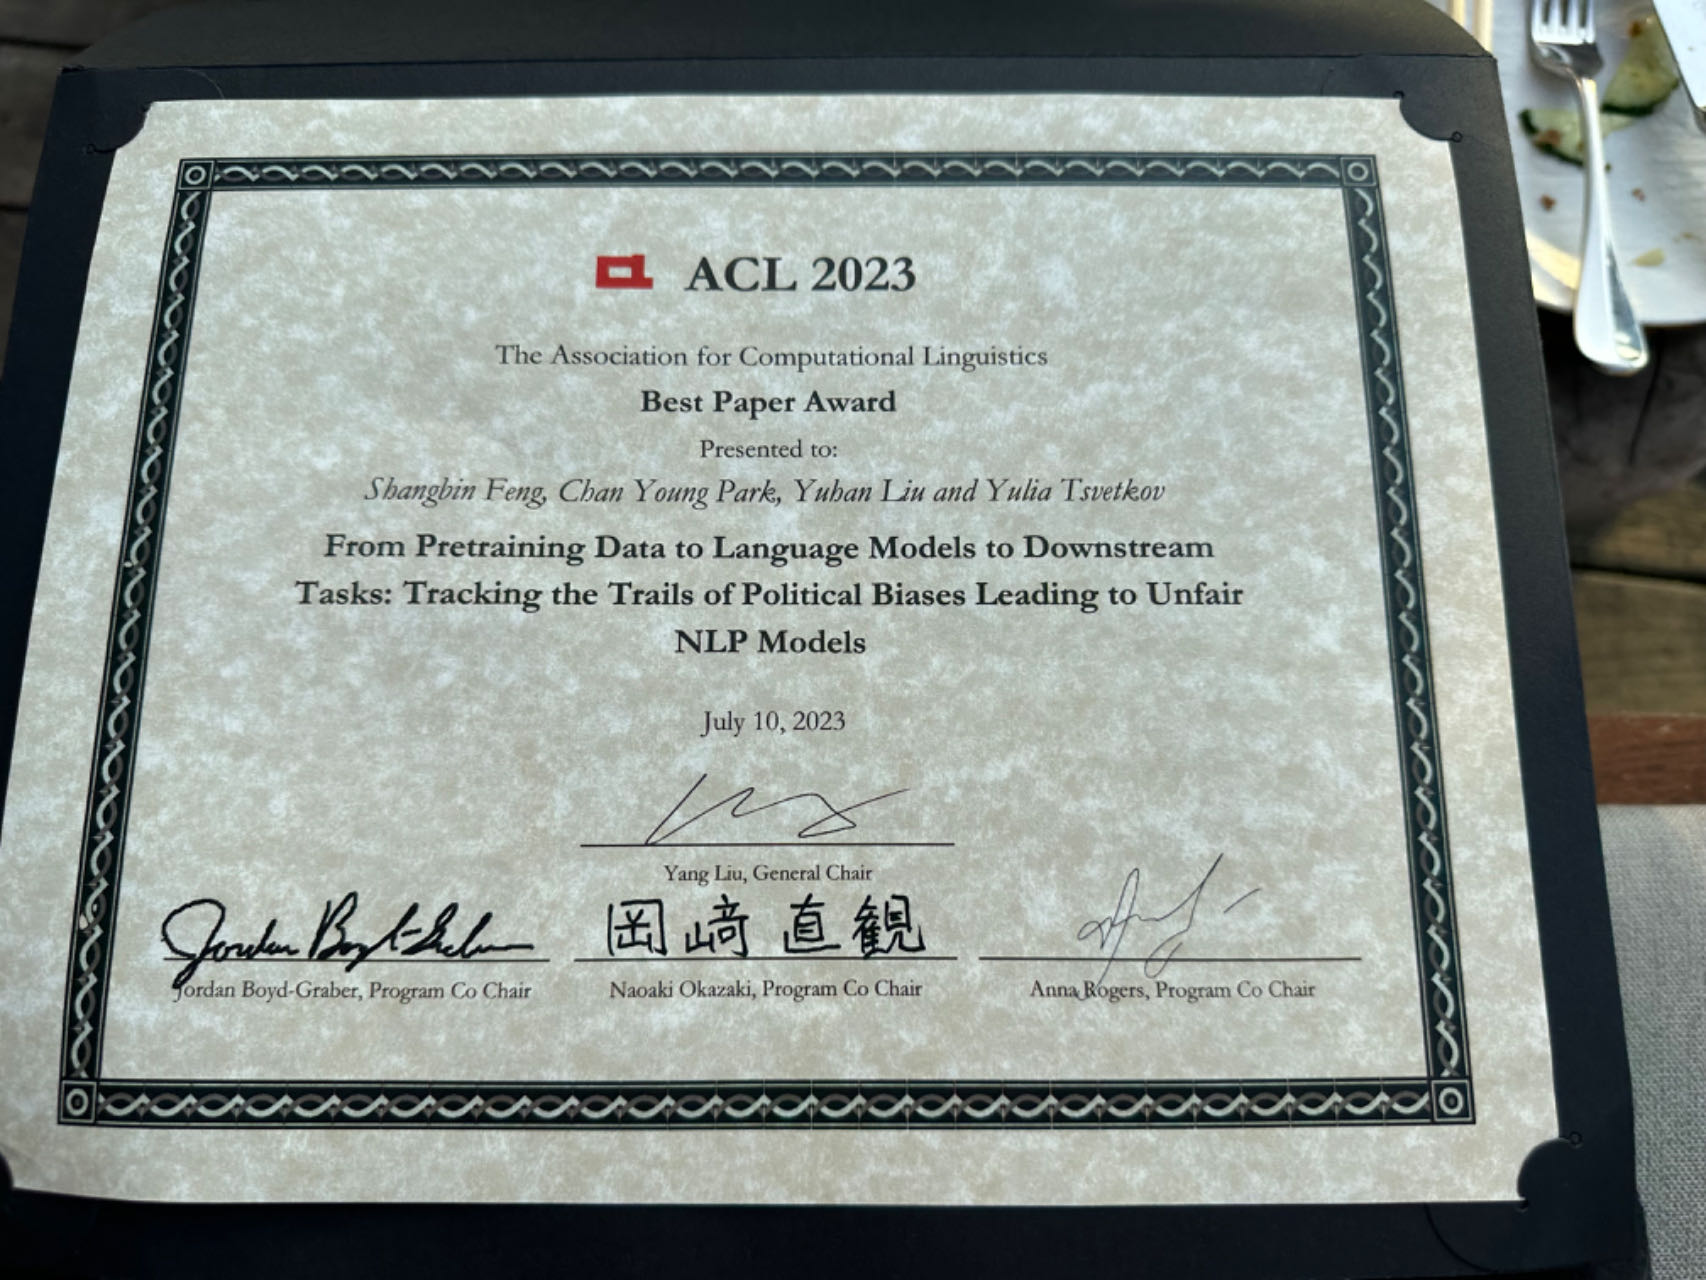 ACL 2023
The Association for Computational Linguistics
Best Paper Award
Presented to:
Shangbin Feng, Chan Young Park, Yuhan Liu and Yulia Tsvetkov
From Pretraining Data to Language Models to Downstream
Tasks: Tracking the Trails of Political Biases Leading to Unfair
NLP Models
July 10, 2023
Yang Liu, General Chair
Jordan Boyd-Graber
岡﨑 直観
Jordan Boyd-Graber, Program Co Chair
Naoaki Okazaki, Program Co Chair
Anna Rogers, Program Co Chair